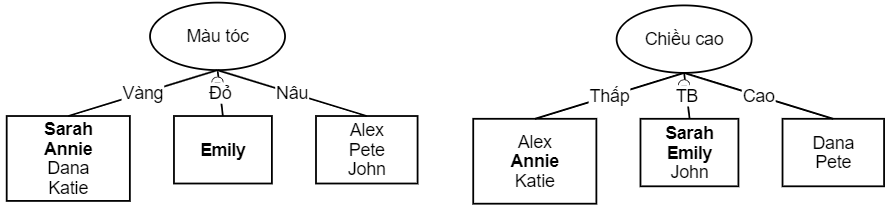 Màu tóc
Vàng
Đỏ
Nâu
Sarah
Annie
Dana
Katie
Emily
Alex
Pete
John
Chiều cao
Thấp
TB
Cao
Alex
Annie
Katie
Sarah
Emily
John
Dana
Pete